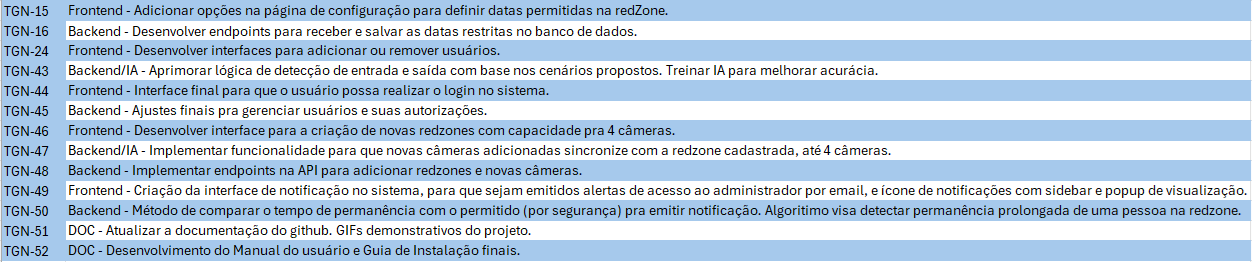 TGN-15 Frontend - Adicionar opções na página de configuração para definir datas permitidas na redZone.
TGN-16 Backend - Desenvolver endpoints para receber e salvar as datas restritas no banco de dados.
TGN-24 Frontend - Desenvolver interfaces para adicionar ou remover usuários.
TGN-43 Backend/IA - Aprimorar lógica de detecção de entrada e saída com base nos cenários propostos. Treinar IA para melhorar acurácia.
TGN-44 Frontend - Interface final para que o usuário possa realizar o login no sistema.
TGN-45 Backend - Ajustes finais pra gerenciar usuários e suas autorizações.
TGN-46 Frontend - Desenvolver interface para a criação de novas redzones com capacidade pra 4 câmeras.
TGN-47 Backend/IA - Implementar funcionalidade para que novas câmeras adicionadas sincronize com a redzone cadastrada, até 4 câmeras.
TGN-48 Backend - Implementar endpoints na API para adicionar redzones e novas câmeras.
TGN-49 Frontend - Criação da interface de notificação no sistema, para que sejam emitidos alertas de acesso ao administrador por email, e ícone de notificações com sidebar e popup de visualização.
TGN-50 Backend - Método de comparar o tempo de permanência com o permitido (por segurança) pra emitir notificação. Algoritimo visa detectar permanência prolongada de uma pessoa na redzone.
TGN-51 DOC - Atualizar a documentação do github. GIFs demonstrativos do projeto.
TGN-52 DOC - Desenvolvimento do Manual do usuário e Guia de Instalação finais.